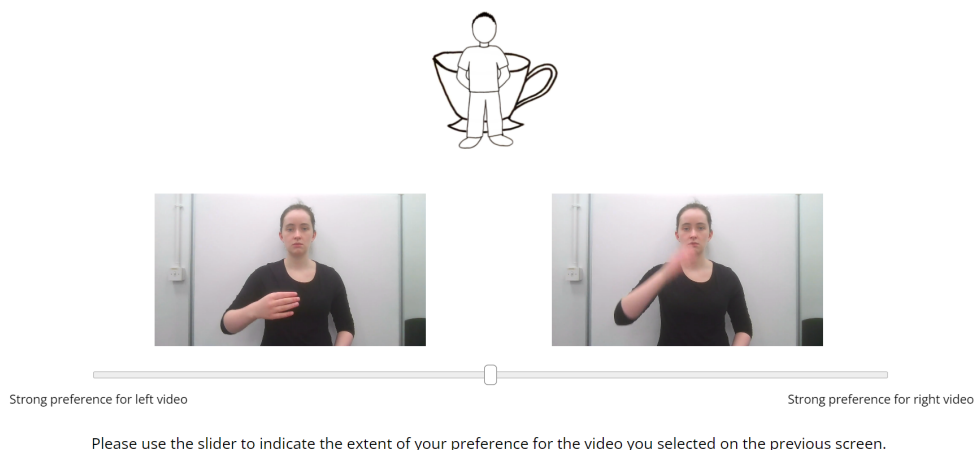 Strong preference for left video
Strong preference for right video
Please use the slider to indicate the extent of your preference for the video you selected on the previous screen.